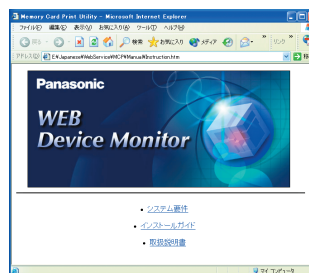 Memory Card Print Utility - Microsoft Internet Explorer
ファイル(F) 編集(E) 表示(V) お気に入り(A) ツール(T) ヘルプ(H)
戻る 検索 お気に入り メディア リンク
アドレス(D) E:¥Japanese¥WebService¥MCP¥Manual¥Instruction.htm 移
Panasonic
WEB
Device Monitor
• システム要件
• インストールガイド
• 取扱説明書
マイ コンピュータ